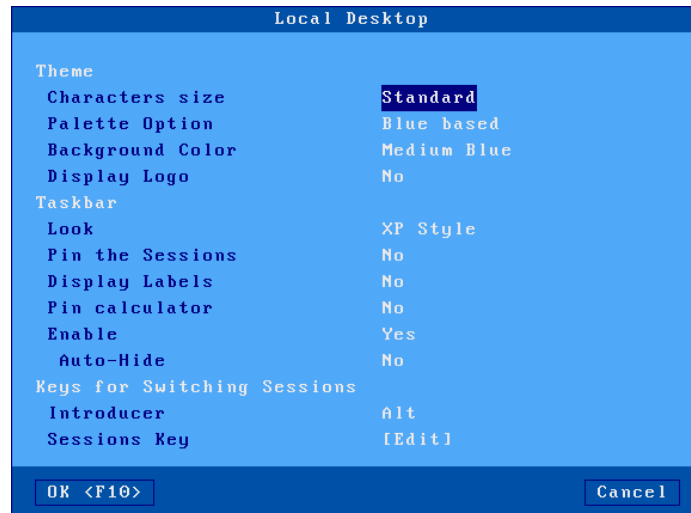 Local Desktop
Theme
Characters size Standard
Palette Option Blue based
Background Color Medium Blue
Display Logo No
Taskbar
Look XP Style
Pin the Sessions No
Display Labels No
Pin calculator No
Enable Yes
Auto-Hide No
Keys for Switching Sessions
Introducer Alt
Sessions Key [Edit]
OK <F10> Cancel